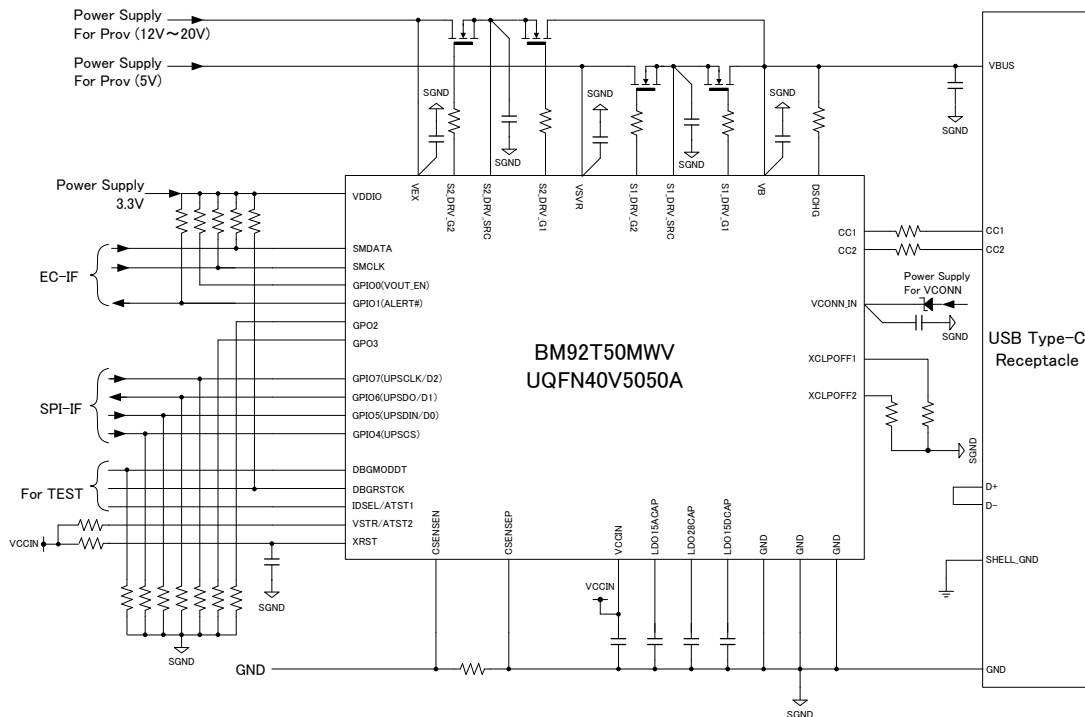 Power Supply
For Prov (12V～20V)
Power Supply
For Prov (5V)
VBUS
SGND
SGND
SGND
SGND
SGND
SGND
Power Supply
3.3V
VDDIO
VEX
S2_DRV_G2
S2_DRV_SRC
S2_DRV_G1
VSVR
S1_DRV_G2
S1_DRV_SRC
S1_DRV_G1
VB
DSCHG
EC-IF
SMDATA
SMCLK
GPIO0(VOUT_EN)
GPIO1(ALERT#)
GPO2
GPO3
CC1
CC2
CC1
CC2
Power Supply
For VCONN
VCONN_IN
SGND
BM92T50MWV
UQFN40V5050A
USB Type-C
Receptacle
XCLPOFF1
XCLPOFF2
SGND
SPI-IF
GPIO7(UPSCLK/D2)
GPIO6(UPSDO/D1)
GPIO5(UPSDIN/D0)
GPIO4(UPSCS)
For TEST
DBGMODDT
DBGRSTCK
IDSEL/ATST1
VSTR/ATST2
XRST
VCCIN
SGND
SGND
D+
D-
SHELL_GND
CSENSEN
CSENSEP
VCCIN
LDO15ACAP
LDO28CAP
LDO15DCAP
GND
GND
GND
VCCIN
GND
GND
SGND